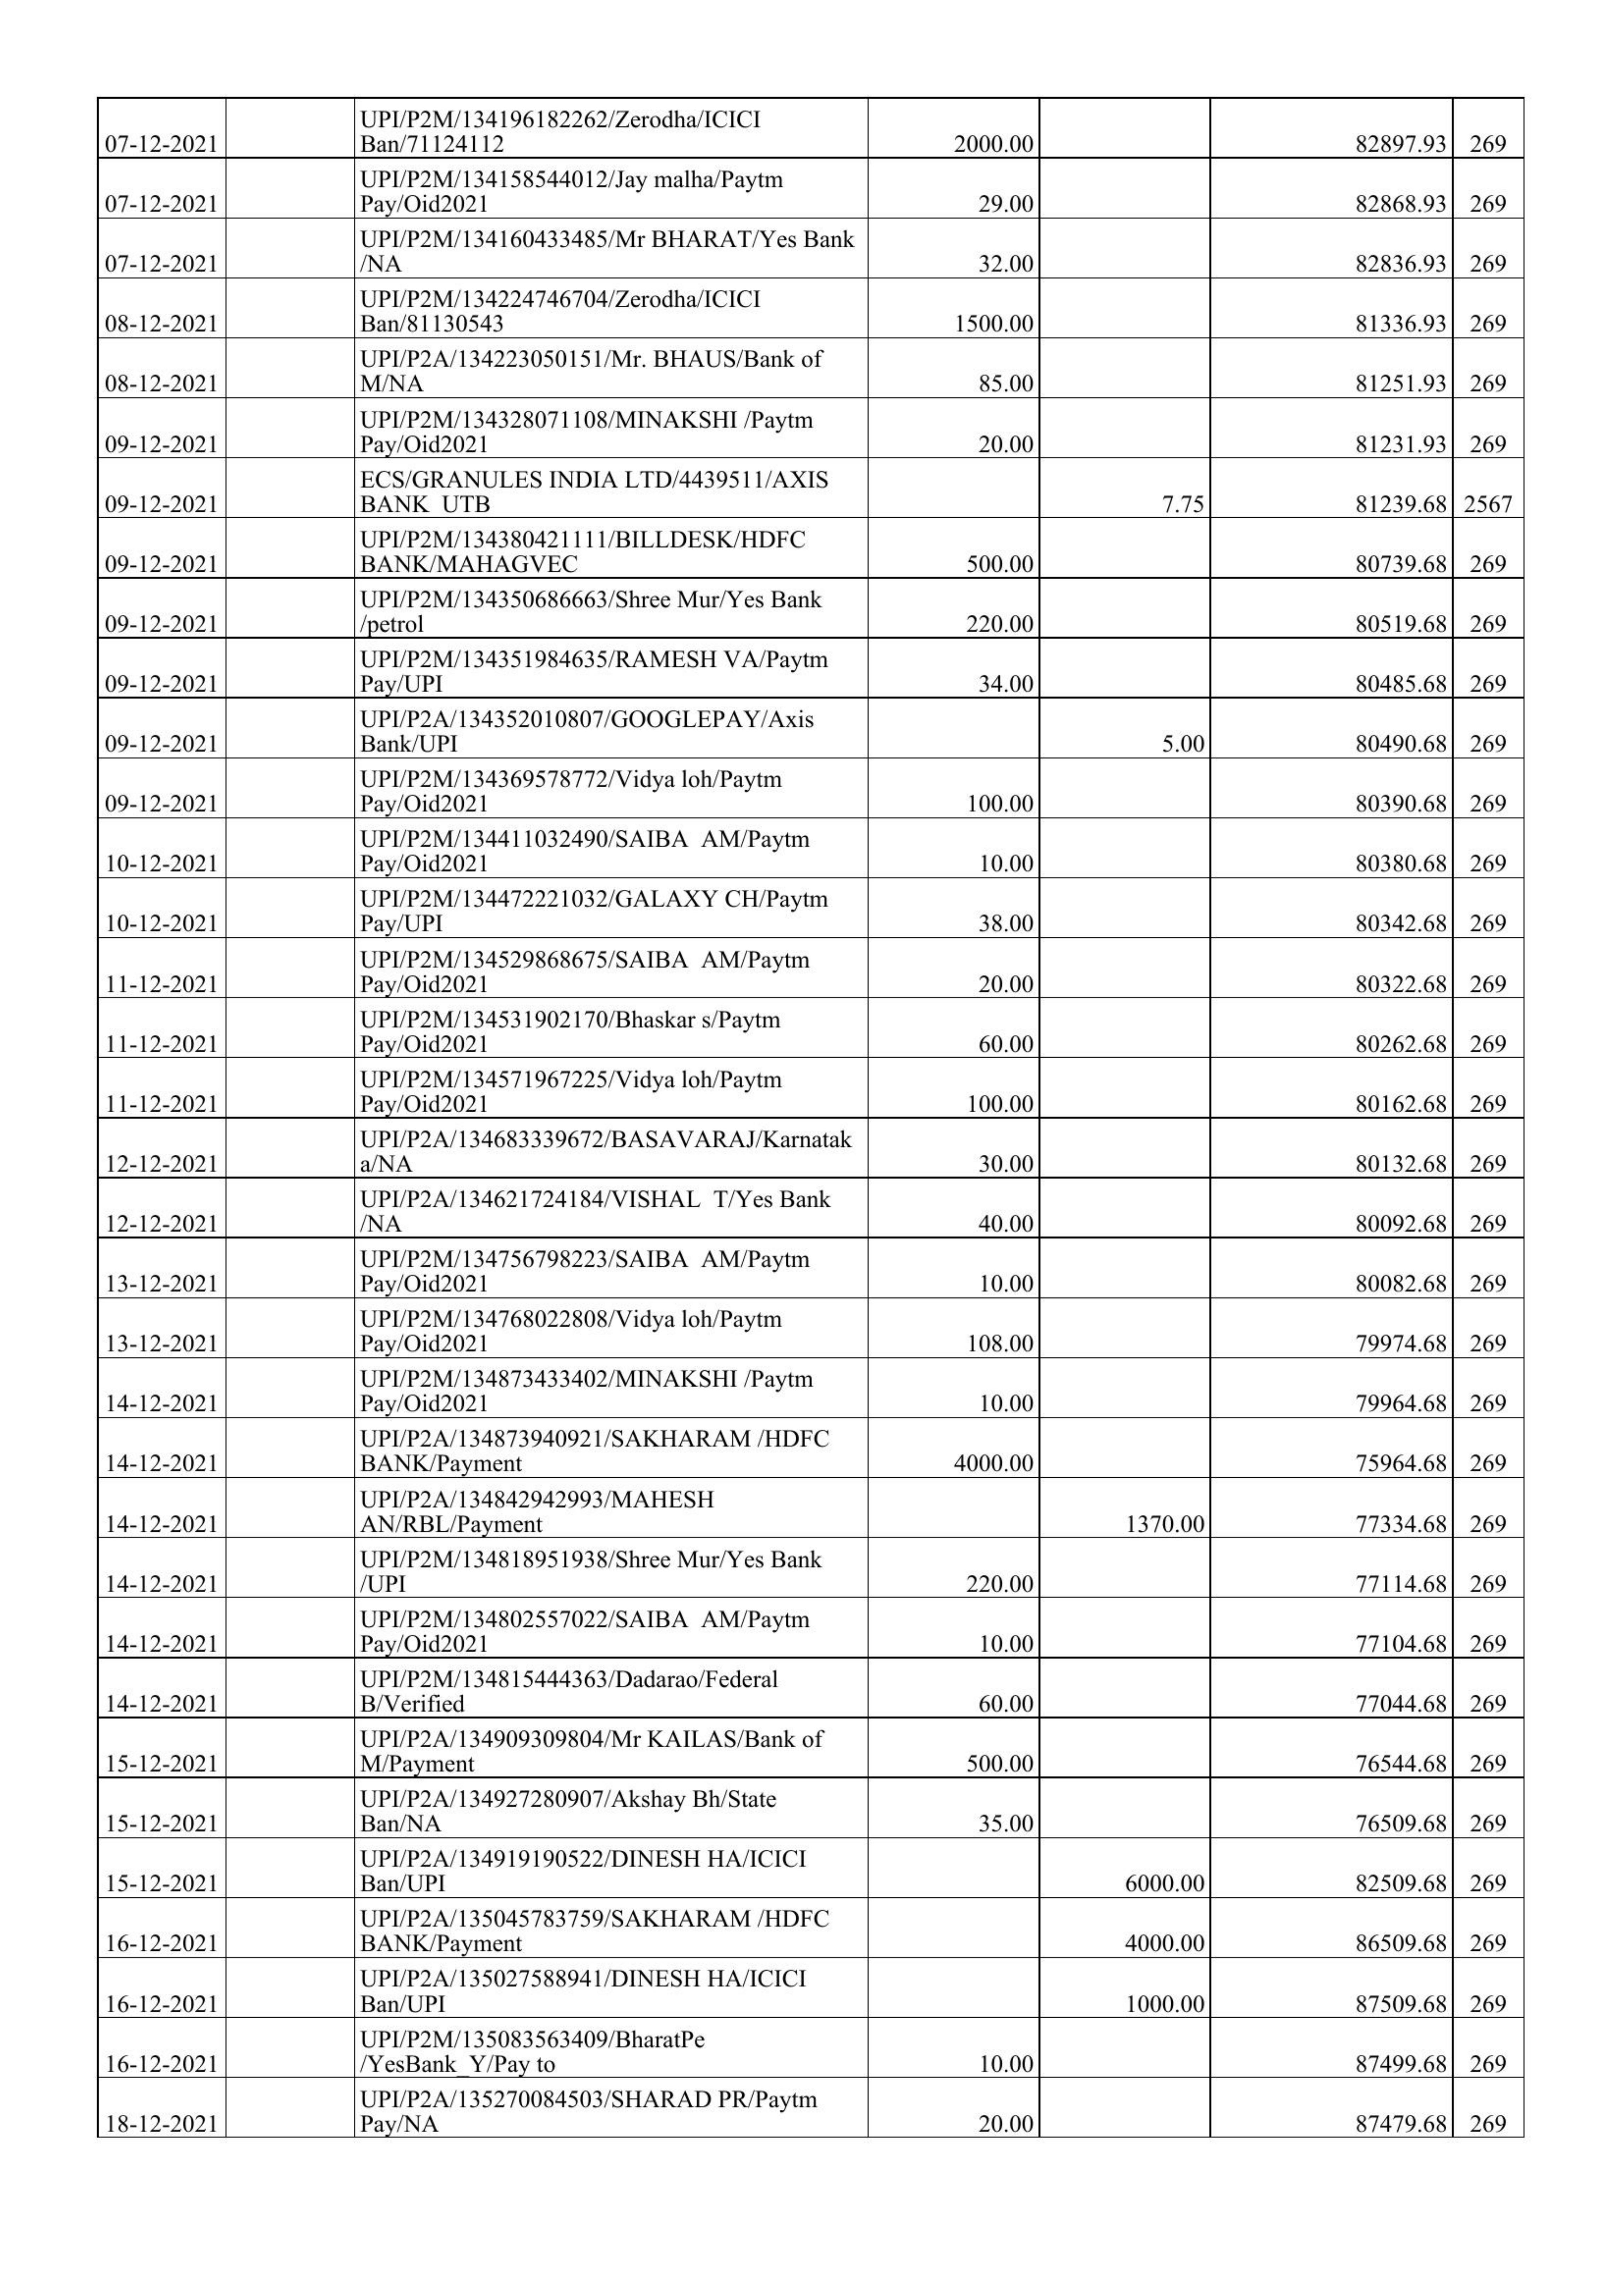 UPI/P2M/134196182262/Zerodha/ICICI
07-12-2021 Ban/71124112 2000.00 82897.93 269
UPI/P2M/134158544012/Jay malha/Paytm
07-12-2021 Pay/Oid2021 29.00 82868.93 269
UPI/P2M/134160433485/Mr BHARAT/Yes Bank
07-12-2021 /NA 32.00 82836.93 269
UPI/P2M/134224746704/Zerodha/ICICI
08-12-2021 Ban/81130543 1500.00 81336.93 269
UPI/P2A/134223050151/Mr. BHAUS/Bank of
08-12-2021 M/NA 85.00 81251.93 269
UPI/P2M/134328071108/MINAKSHI /Paytm
09-12-2021 Pay/Oid2021 20.00 81231.93 269
ECS/GRANULES INDIA LTD/4439511/AXIS
09-12-2021 BANK UTB 7.75 81239.68 2567
UPI/P2M/134380421111/BILLDESK/HDFC
09-12-2021 BANK/MAHAGVEC 500.00 80739.68 269
UPI/P2M/134350686663/Shree Mur/Yes Bank
09-12-2021 /petrol 220.00 80519.68 269
UPI/P2M/134351984635/RAMESH VA/Paytm
09-12-2021 Pay/UPI 34.00 80485.68 269
UPI/P2A/134352010807/GOOGLEPAY/Axis
09-12-2021 Bank/UPI 5.00 80490.68 269
UPI/P2M/134369578772/Vidya loh/Paytm
09-12-2021 Pay/Oid2021 100.00 80390.68 269
UPI/P2M/134411032490/SAIBA AM/Paytm
10-12-2021 Pay/Oid2021 10.00 80380.68 269
UPI/P2M/134472221032/GALAXY CH/Paytm
10-12-2021 Pay/UPI 38.00 80342.68 269
UPI/P2M/134529868675/SAIBA AM/Paytm
11-12-2021 Pay/Oid2021 20.00 80322.68 269
UPI/P2M/134531902170/Bhaskar s/Paytm
11-12-2021 Pay/Oid2021 60.00 80262.68 269
UPI/P2M/134571967225/Vidya loh/Paytm
11-12-2021 Pay/Oid2021 100.00 80162.68 269
UPI/P2A/134683339672/BASAVARAJ/Karnatak
12-12-2021 a/NA 30.00 80132.68 269
UPI/P2A/134621724184/VISHAL T/Yes Bank
12-12-2021 /NA 40.00 80092.68 269
UPI/P2M/134756798223/SAIBA AM/Paytm
13-12-2021 Pay/Oid2021 10.00 80082.68 269
UPI/P2M/134768022808/Vidya loh/Paytm
13-12-2021 Pay/Oid2021 108.00 79974.68 269
UPI/P2M/134873433402/MINAKSHI /Paytm
14-12-2021 Pay/Oid2021 10.00 79964.68 269
UPI/P2A/134873940921/SAKHARAM /HDFC
14-12-2021 BANK/Payment 4000.00 75964.68 269
UPI/P2A/134842942993/MAHESH
14-12-2021 AN/RBL/Payment 1370.00 77334.68 269
UPI/P2M/134818951938/Shree Mur/Yes Bank
14-12-2021 /UPI 220.00 77114.68 269
UPI/P2M/134802557022/SAIBA AM/Paytm
14-12-2021 Pay/Oid2021 10.00 77104.68 269
UPI/P2M/134815444363/Dadarao/Federal
14-12-2021 B/Verified 60.00 77044.68 269
UPI/P2A/134909309804/Mr KAILAS/Bank of
15-12-2021 M/Payment 500.00 76544.68 269
UPI/P2A/134927280907/Akshay Bh/State
15-12-2021 Ban/NA 35.00 76509.68 269
UPI/P2A/134919190522/DINESH HA/ICICI
15-12-2021 Ban/UPI 6000.00 82509.68 269
UPI/P2A/135045783759/SAKHARAM /HDFC
16-12-2021 BANK/Payment 4000.00 86509.68 269
UPI/P2A/135027588941/DINESH HA/ICICI
16-12-2021 Ban/UPI 1000.00 87509.68 269
UPI/P2M/135083563409/BharatPe
16-12-2021 /YesBank_Y/Pay to 10.00 87499.68 269
UPI/P2A/135270084503/SHARAD PR/Paytm
18-12-2021 Pay/NA 20.00 87479.68 269